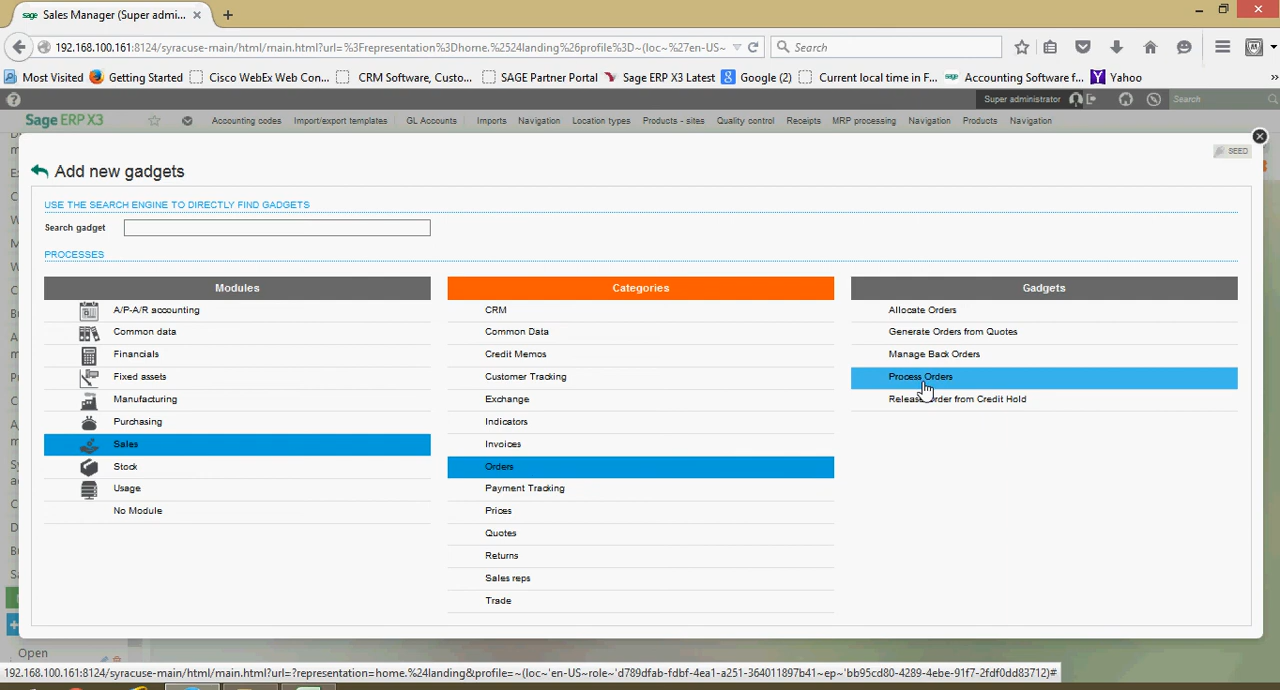 sage Sales Manager (Super admi...
192.168.100.161:8124/syracuse-main/html/main.html?url=%3Frepresentation%3Dhome.%2524landing%26profile%3D~(loc~%27en-US~ Search
Most Visited Getting Started Cisco WebEx Web Con... CRM Software, Custo... SAGE Partner Portal Sage ERP X3 Latest Google (2) Current local time in F... sage Accounting Software f... Yahoo
Super administrator Search
Sage ERP X3 Accounting codes Import/export templates GL Accounts Imports Navigation Location types Products - sites Quality control Receipts MRP processing Navigation Products Navigation
SEED
Add new gadgets
USE THE SEARCH ENGINE TO DIRECTLY FIND GADGETS
Search gadget
PROCESSES
Modules Categories Gadgets
A/P-A/R accounting CRM Allocate Orders
Common data Common Data Generate Orders from Quotes
Financials Credit Memos Manage Back Orders
Fixed assets Customer Tracking Process Orders
Manufacturing Exchange Release Order from Credit Hold
Purchasing Indicators
Sales Invoices
Stock Orders
Usage Payment Tracking
No Module Prices
Quotes
Returns
Sales reps
Trade
Open
192.168.100.161:8124/syracuse-main/html/main.html?url=?representation=home.%24landing&profile=~(loc~'en-US~role~'d789dfab-fdbf-4ea1-a251-364011897b41~ep~'bb95cd80-4289-4ebe-91f7-2fdf0dd83712)#